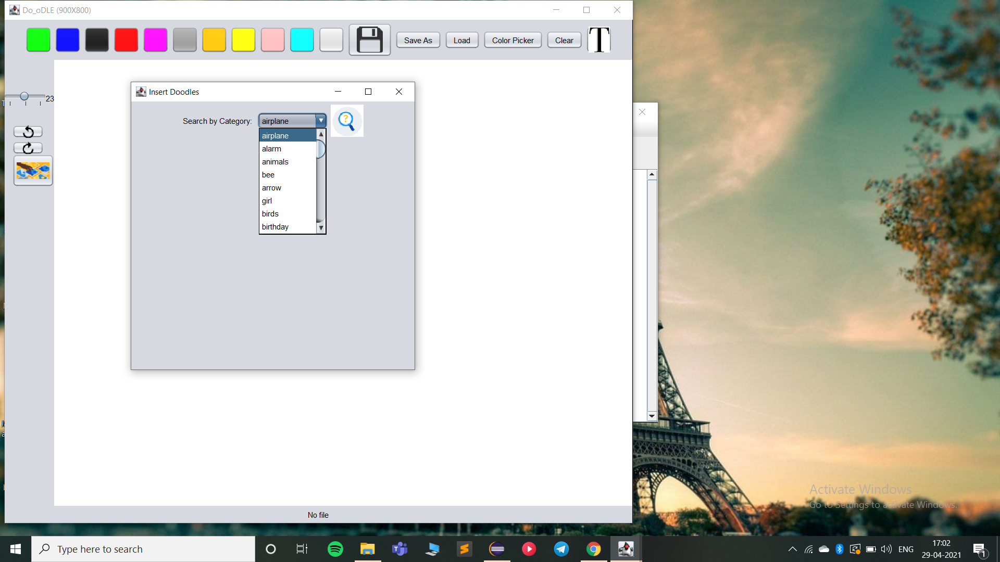 Do_oDLE (900X800)
Save As
Load
Color Picker
Clear
T
23
Insert Doodles
Search by Category:
airplane
airplane
alarm
animals
bee
arrow
girl
birds
birthday
No file
Activate Windows
Go to Settings to activate Windows.
Type here to search
ENG
17:02
29-04-2021
1